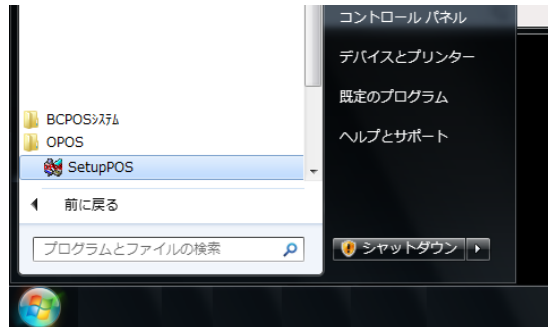 BCPOSｼｽﾃﾑ
OPOS
SetupPOS
前に戻る
プログラムとファイルの検索
コントロール パネル
デバイスとプリンター
既定のプログラム
ヘルプとサポート
シャットダウン